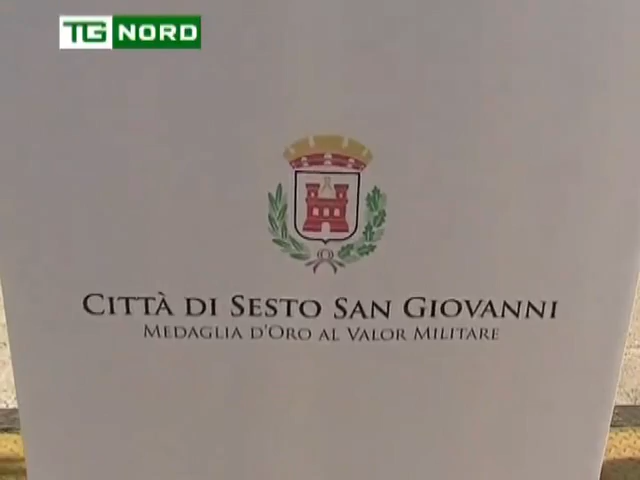 TG NORD
CITTÀ DI SESTO SAN GIOVANNI
MEDAGLIA D'ORO AL VALOR MILITARE